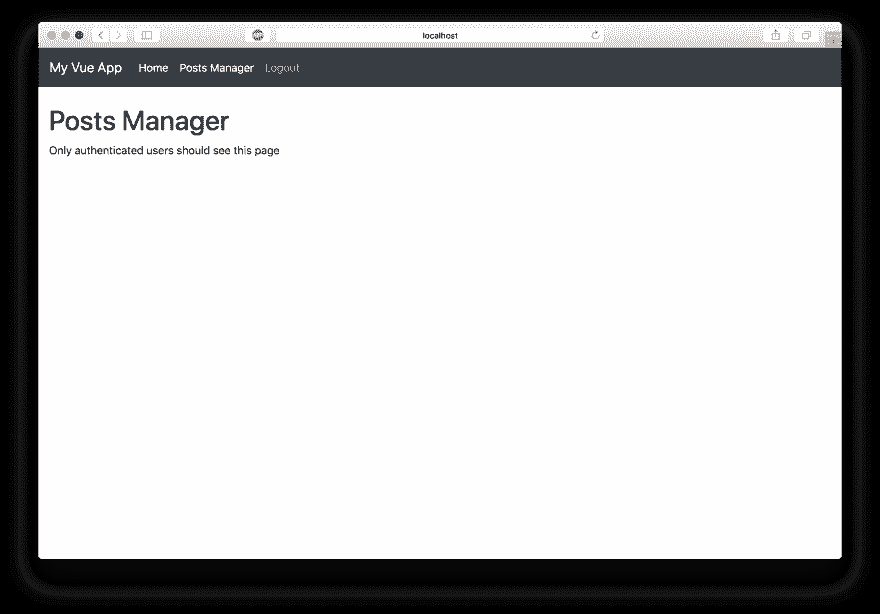 localhost
My Vue App Home Posts Manager Logout
Posts Manager
Only authenticated users should see this page